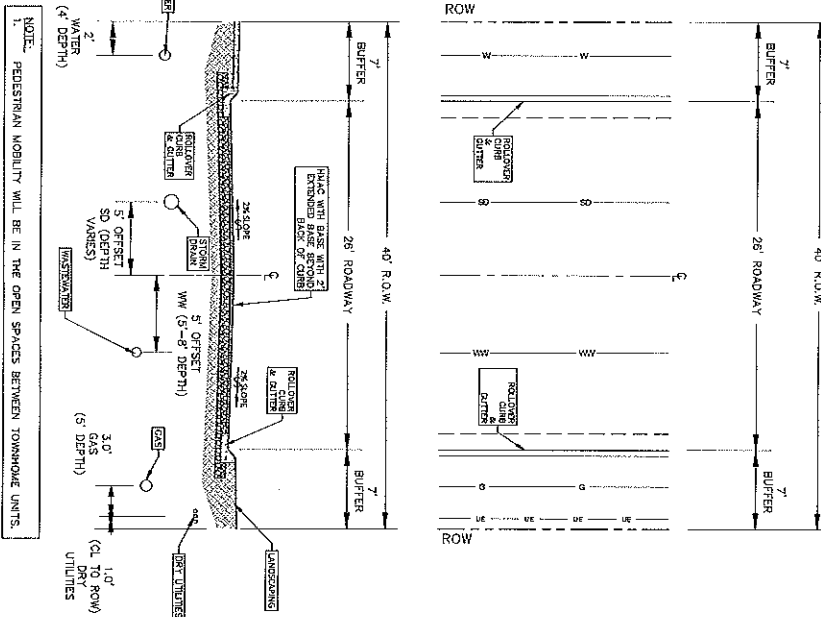 ROW
40' R.O.W.
7'
BUFFER
26' ROADWAY
7'
BUFFER
W
W
ROLLOVER
CURB
& GUTTER
SD
SD
CL
WW
WW
ROLLOVER
CURB &
GUTTER
G
G
UE
UE
UE
UE
ROW
40' R.O.W.
7'
BUFFER
26' ROADWAY
7'
BUFFER
HMAC WITH BASE WITH 2'
EXTENDED BASE BEYOND
BACK OF CURB
ROLLOVER
CURB
& GUTTER
2% SLOPE
CL
2% SLOPE
ROLLOVER
CURB
& GUTTER
LANDSCAPING
STORM
DRAIN
ER
2'
WATER
(4' DEPTH)
5' OFFSET
SD (DEPTH
VARIES)
5' OFFSET
WW (5'-8' DEPTH)
WASTEWATER
GAS
3.0'
GAS
(5' DEPTH)
DRY UTILITIES
1.0'
(CL TO ROW)
DRY
UTILITIES
NOTE:
1. PEDESTRIAN MOBILITY WILL BE IN THE OPEN SPACES BETWEEN TOWNHOME UNITS.